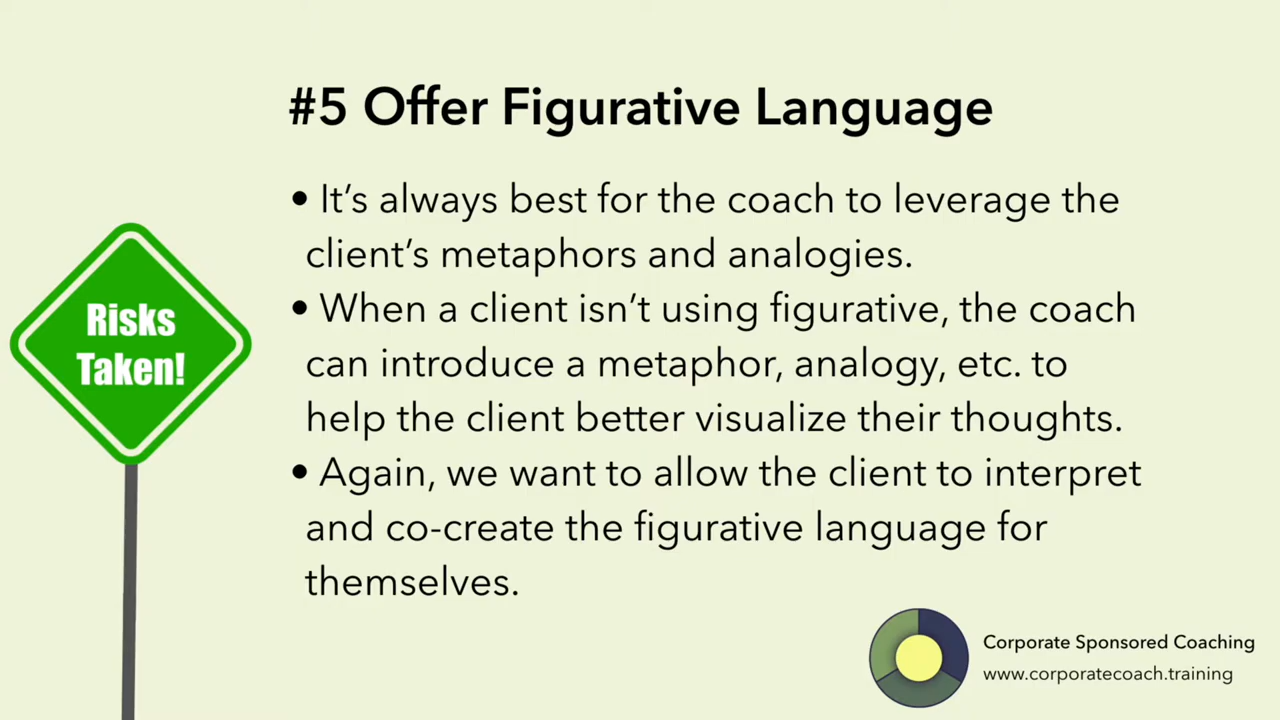 #5 Offer Figurative Language
• It’s always best for the coach to leverage the
client’s metaphors and analogies.
• When a client isn’t using figurative, the coach
can introduce a metaphor, analogy, etc. to
help the client better visualize their thoughts.
• Again, we want to allow the client to interpret
and co-create the figurative language for
themselves.
Risks
Taken!
Corporate Sponsored Coaching
www.corporatecoach.training